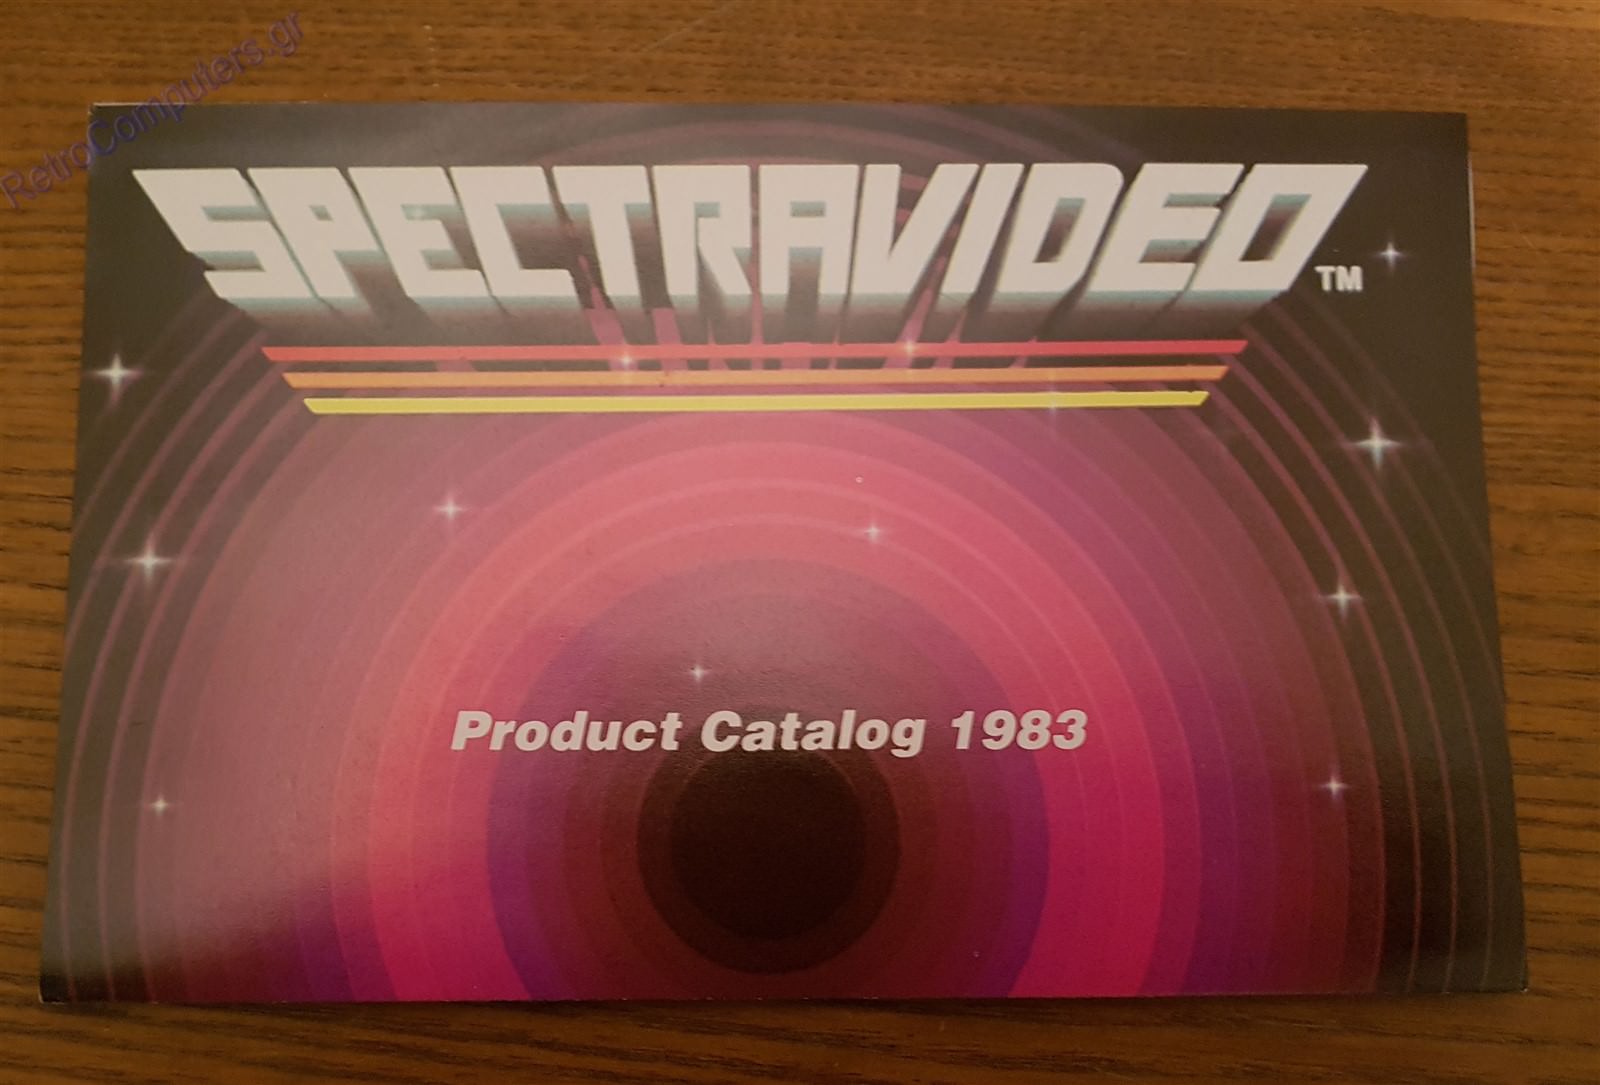 RetroComputers.gr
SPECTRAVIDEO TM
Product Catalog 1983